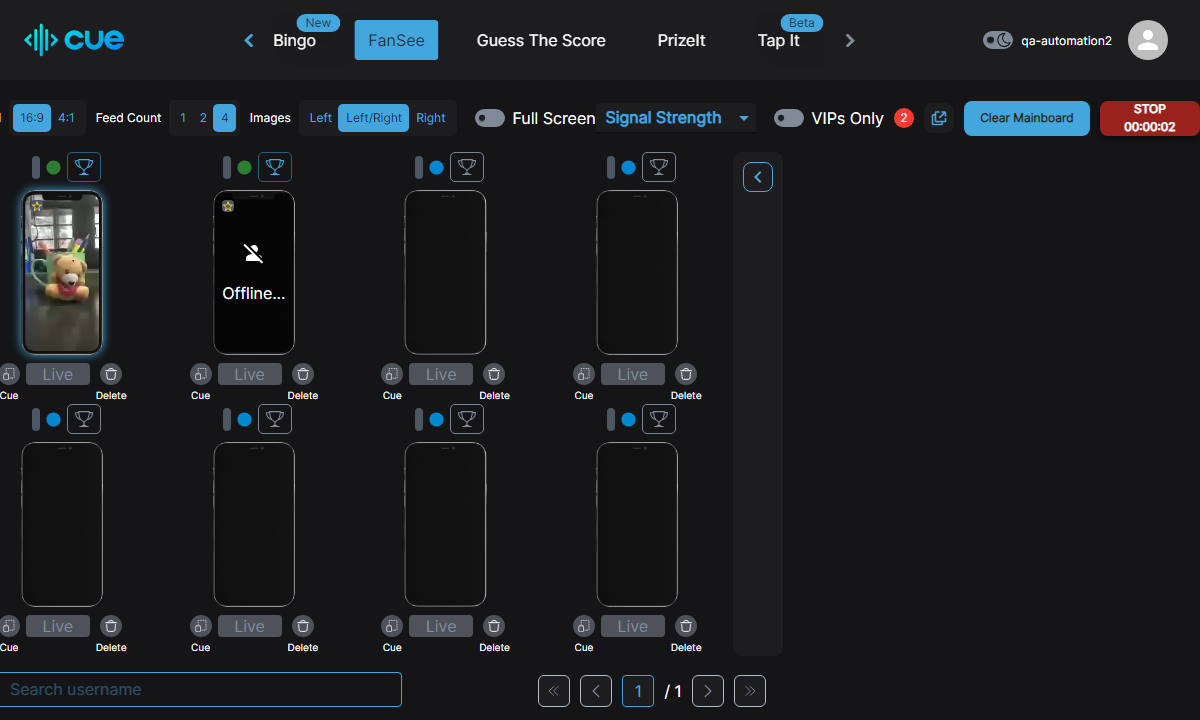 cue
New
Bingo
FanSee
Guess The Score
PrizeIt
Beta
Tap It
qa-automation2
16:9 4:1
Feed Count
1 2 4
Images
Left Left/Right Right
Full Screen
Signal Strength
VIPs Only
2
Clear Mainboard
STOP
00:00:02
Offline...
Live Live Live Live
Cue Delete Cue Delete Cue Delete Cue Delete
Live Live Live Live
Cue Delete Cue Delete Cue Delete Cue Delete
Search username
1 / 1